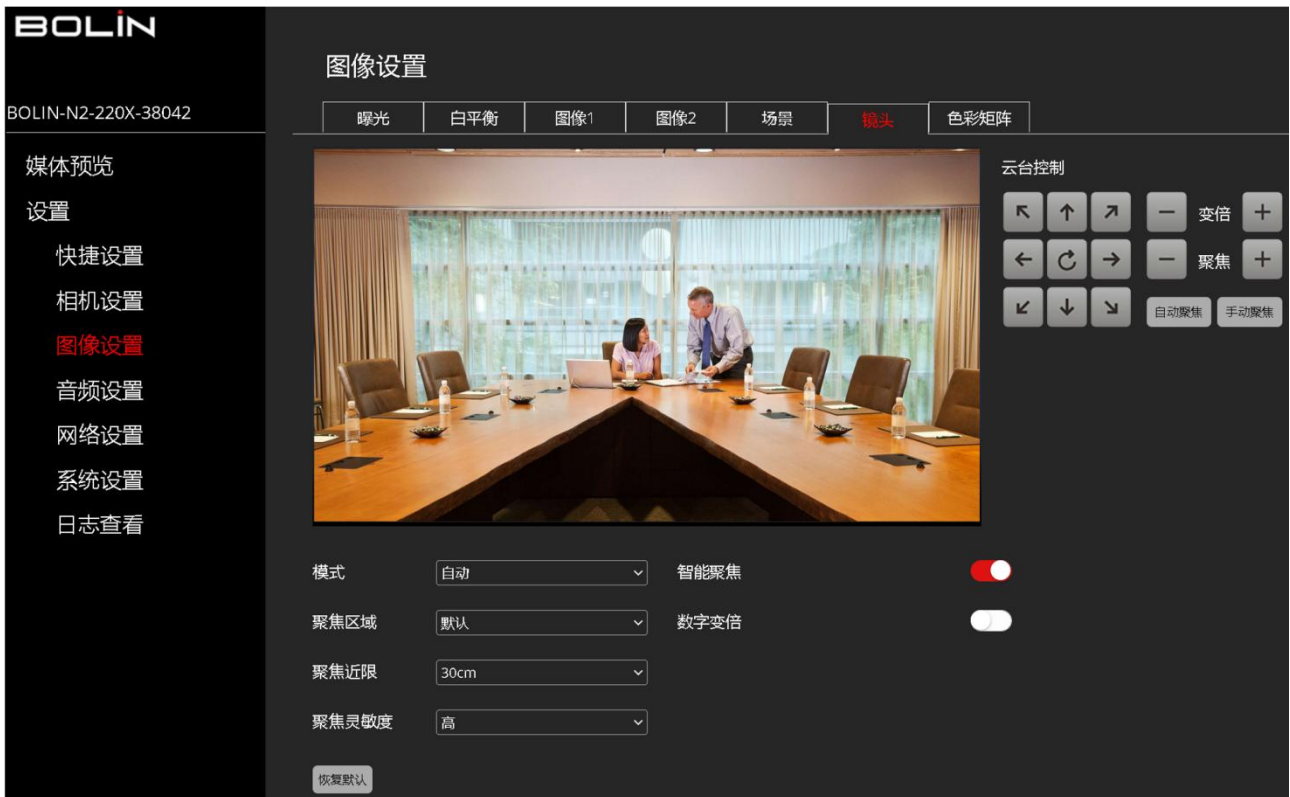 BOLIN
BOLIN-N2-220X-38042
媒体预览
设置
快捷设置
相机设置
图像设置
音频设置
网络设置
系统设置
日志查看
图像设置
曝光 白平衡 图像1 图像2 场景 镜头 色彩矩阵
云台控制
变倍
聚焦
自动聚焦 手动聚焦
模式 自动 智能聚焦
聚焦区域 默认 数字变倍
聚焦近限 30cm
聚焦灵敏度 高
恢复默认